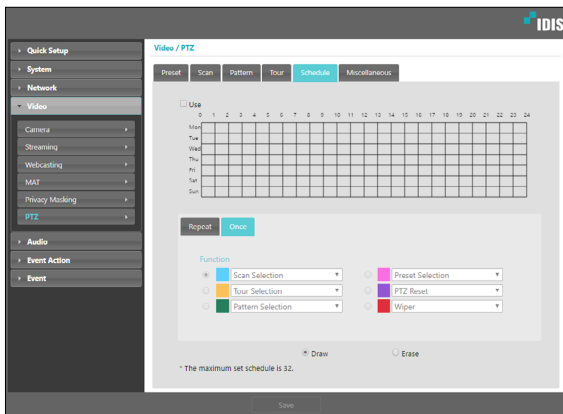 IDIS
Quick Setup
System
Network
Video
Camera
Streaming
Webcasting
MAT
Privacy Masking
PTZ
Audio
Event Action
Event
Video / PTZ
Preset Scan Pattern Tour Schedule Miscellaneous
Use
0 1 2 3 4 5 6 7 8 9 10 11 12 13 14 15 16 17 18 19 20 21 22 23 24
Mon
Tue
Wed
Thu
Fri
Sat
Sun
Repeat Once
Function
Scan Selection Preset Selection
Tour Selection PTZ Reset
Pattern Selection Wiper
Draw Erase
* The maximum set schedule is 32.
Save